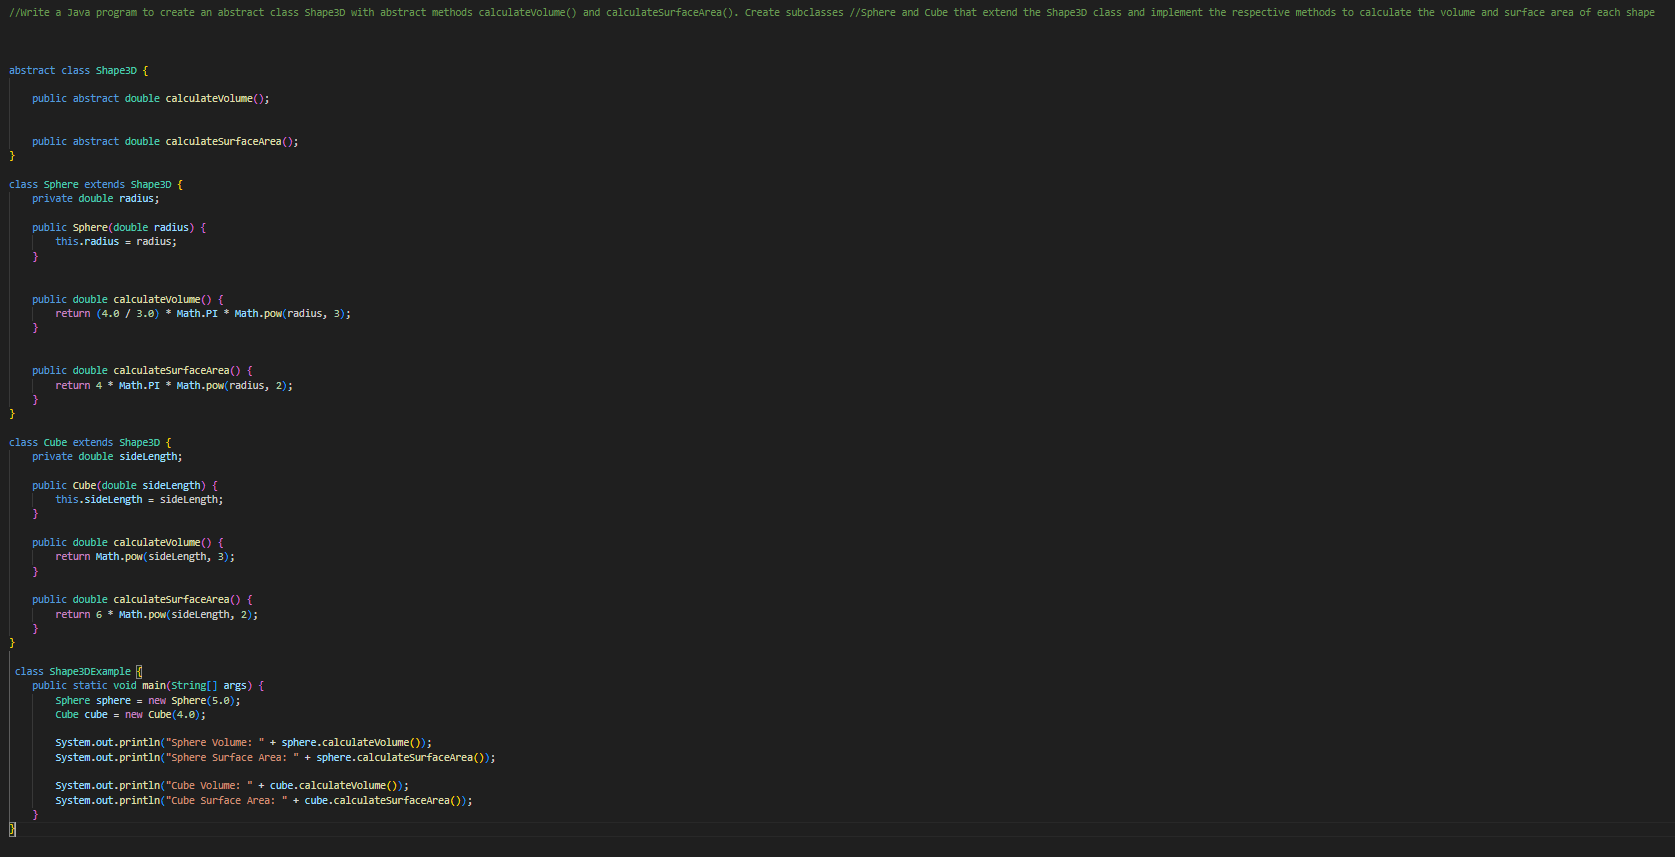 //Write a Java program to create an abstract class Shape3D with abstract methods calculateVolume() and calculateSurfaceArea(). Create subclasses //Sphere and Cube that extend the Shape3D class and implement the respective methods to calculate the volume and surface area of each shape
abstract class Shape3D {
    public abstract double calculateVolume();
    public abstract double calculateSurfaceArea();
}
class Sphere extends Shape3D {
    private double radius;
    public Sphere(double radius) {
        this.radius = radius;
    }
    public double calculateVolume() {
        return (4.0 / 3.0) * Math.PI * Math.pow(radius, 3);
    }
    public double calculateSurfaceArea() {
        return 4 * Math.PI * Math.pow(radius, 2);
    }
}
class Cube extends Shape3D {
    private double sideLength;
    public Cube(double sideLength) {
        this.sideLength = sideLength;
    }
    public double calculateVolume() {
        return Math.pow(sideLength, 3);
    }
    public double calculateSurfaceArea() {
        return 6 * Math.pow(sideLength, 2);
    }
}
 class Shape3DExample {
    public static void main(String[] args) {
        Sphere sphere = new Sphere(5.0);
        Cube cube = new Cube(4.0);
        System.out.println("Sphere Volume: " + sphere.calculateVolume());
        System.out.println("Sphere Surface Area: " + sphere.calculateSurfaceArea());
        System.out.println("Cube Volume: " + cube.calculateVolume());
        System.out.println("Cube Surface Area: " + cube.calculateSurfaceArea());
    }
}